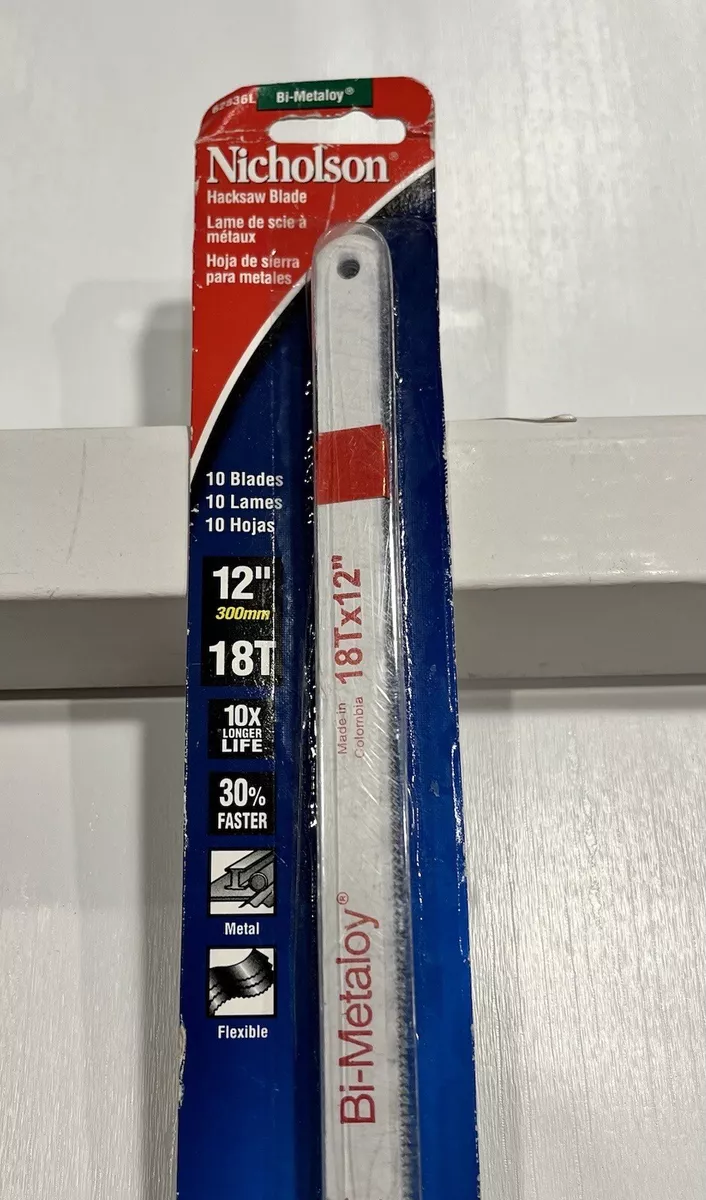 62836L
Bi-Metaloy®
Nicholson®
Hacksaw Blade
Lame de scie à
métaux
Hoja de sierra
para metales
10 Blades
10 Lames
10 Hojas
12"
300mm
18T
10X
LONGER
LIFE
30%
FASTER
Metal
Flexible
18Tx12"
Made in
Colombia
Bi-Metaloy®